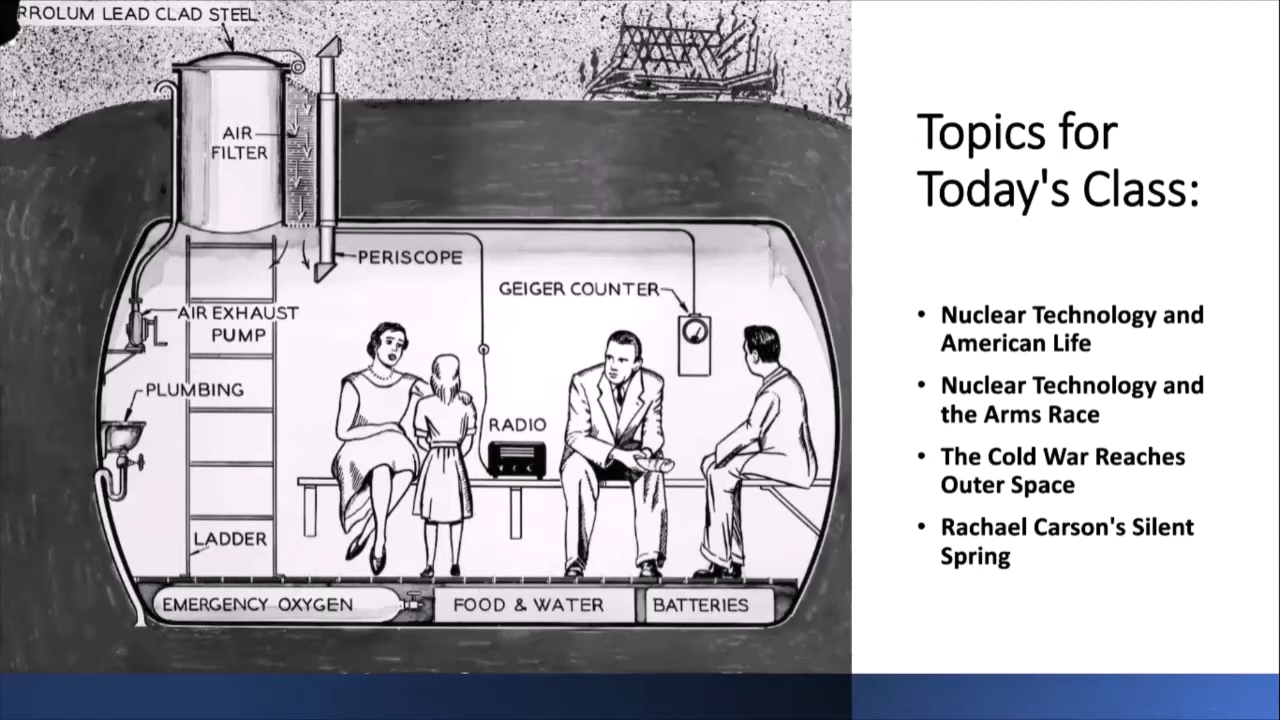 RROLUM LEAD CLAD STEEL
AIR
FILTER
PERISCOPE
GEIGER COUNTER
AIR EXHAUST
PUMP
PLUMBING
RADIO
LADDER
EMERGENCY OXYGEN
FOOD & WATER
BATTERIES
Topics for
Today's Class:
• Nuclear Technology and
American Life
• Nuclear Technology and
the Arms Race
• The Cold War Reaches
Outer Space
• Rachael Carson's Silent
Spring